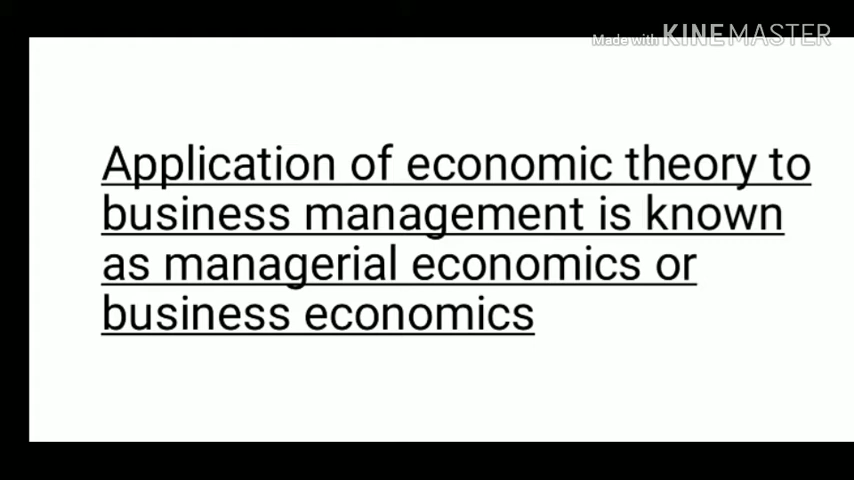 Made with KINEMASTER
Application of economic theory to
business management is known
as managerial economics or
business economics